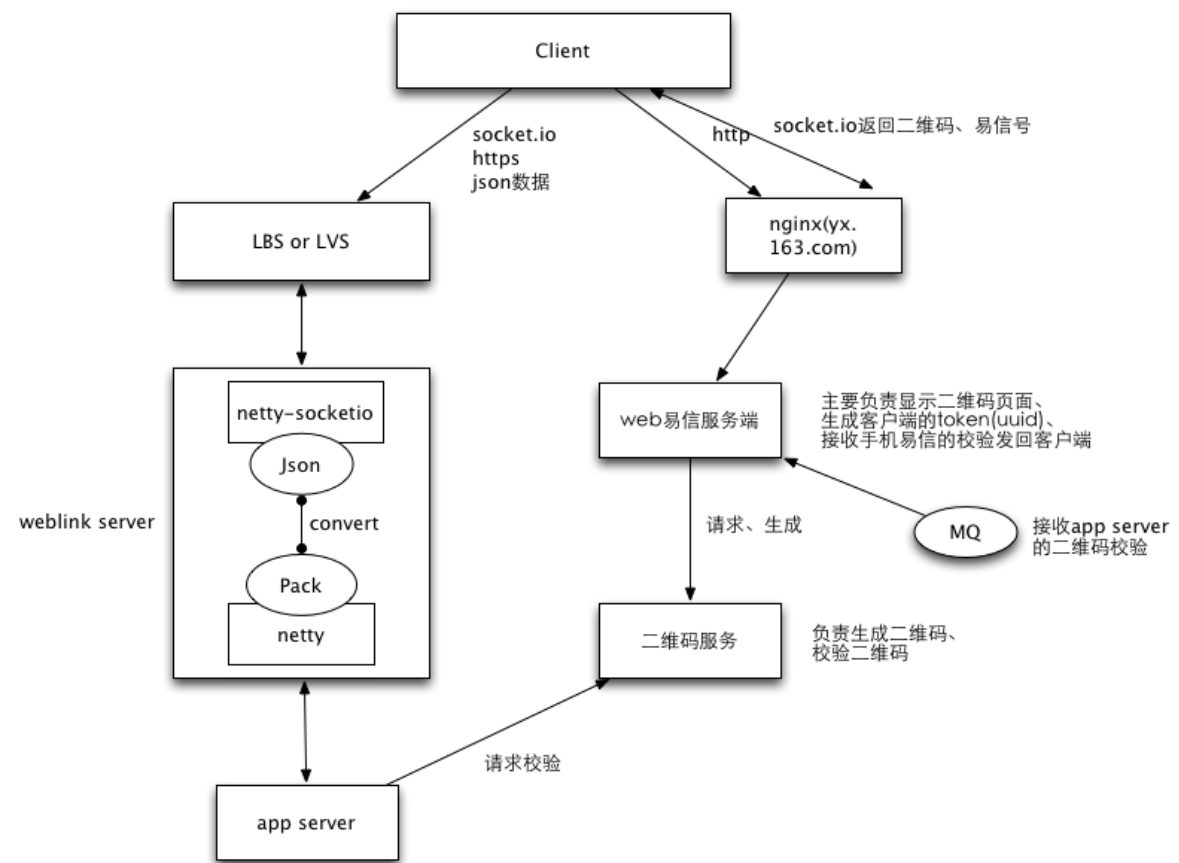 Client
socket.io
https
json数据
http
socket.io返回二维码、易信号
LBS or LVS
nginx(yx.
163.com)
netty-socketio
Json
convert
Pack
netty
weblink server
web易信服务端
主要负责显示二维码页面、
生成客户端的token(uuid)、
接收手机易信的校验发回客户端
请求、生成
MQ
接收app server
的二维码校验
二维码服务
负责生成二维码、
校验二维码
请求校验
app server